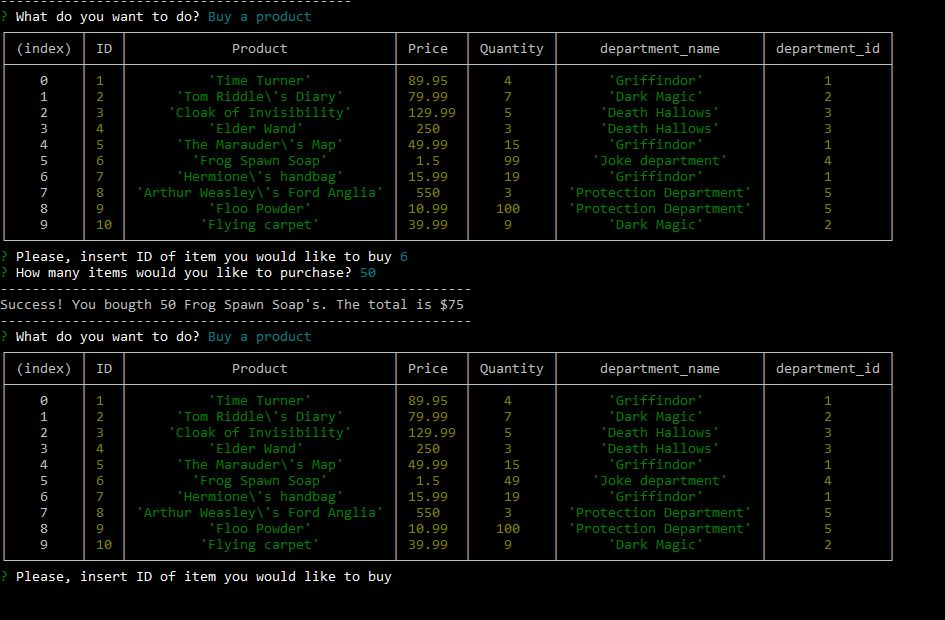 ? What do you want to do? Buy a product
(index) ID Product Price Quantity department_name department_id
0 1 'Time Turner' 89.95 4 'Griffindor' 1
1 2 'Tom Riddle\'s Diary' 79.99 7 'Dark Magic' 2
2 3 'Cloak of Invisibility' 129.99 5 'Death Hallows' 3
3 4 'Elder Wand' 250 3 'Death Hallows' 3
4 5 'The Marauder\'s Map' 49.99 15 'Griffindor' 1
5 6 'Frog Spawn Soap' 1.5 99 'Joke department' 4
6 7 'Hermione\'s handbag' 15.99 19 'Griffindor' 1
7 8 'Arthur Weasley\'s Ford Anglia' 550 3 'Protection Department' 5
8 9 'Floo Powder' 10.99 100 'Protection Department' 5
9 10 'Flying carpet' 39.99 9 'Dark Magic' 2
? Please, insert ID of item you would like to buy 6
? How many items would you like to purchase? 50
Success! You bougth 50 Frog Spawn Soap's. The total is $75
? What do you want to do? Buy a product
(index) ID Product Price Quantity department_name department_id
0 1 'Time Turner' 89.95 4 'Griffindor' 1
1 2 'Tom Riddle\'s Diary' 79.99 7 'Dark Magic' 2
2 3 'Cloak of Invisibility' 129.99 5 'Death Hallows' 3
3 4 'Elder Wand' 250 3 'Death Hallows' 3
4 5 'The Marauder\'s Map' 49.99 15 'Griffindor' 1
5 6 'Frog Spawn Soap' 1.5 49 'Joke department' 4
6 7 'Hermione\'s handbag' 15.99 19 'Griffindor' 1
7 8 'Arthur Weasley\'s Ford Anglia' 550 3 'Protection Department' 5
8 9 'Floo Powder' 10.99 100 'Protection Department' 5
9 10 'Flying carpet' 39.99 9 'Dark Magic' 2
? Please, insert ID of item you would like to buy